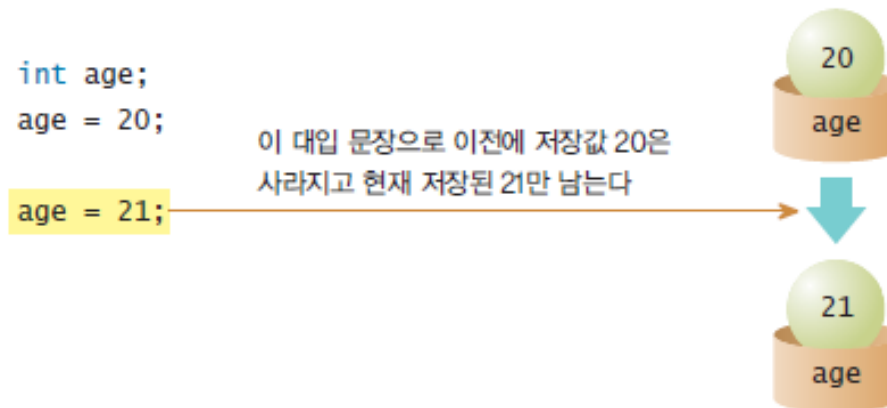 int age;
age = 20;
이 대입 문장으로 이전에 저장값 20은
사라지고 현재 저장된 21만 남는다
age = 21;
20
age
21
age